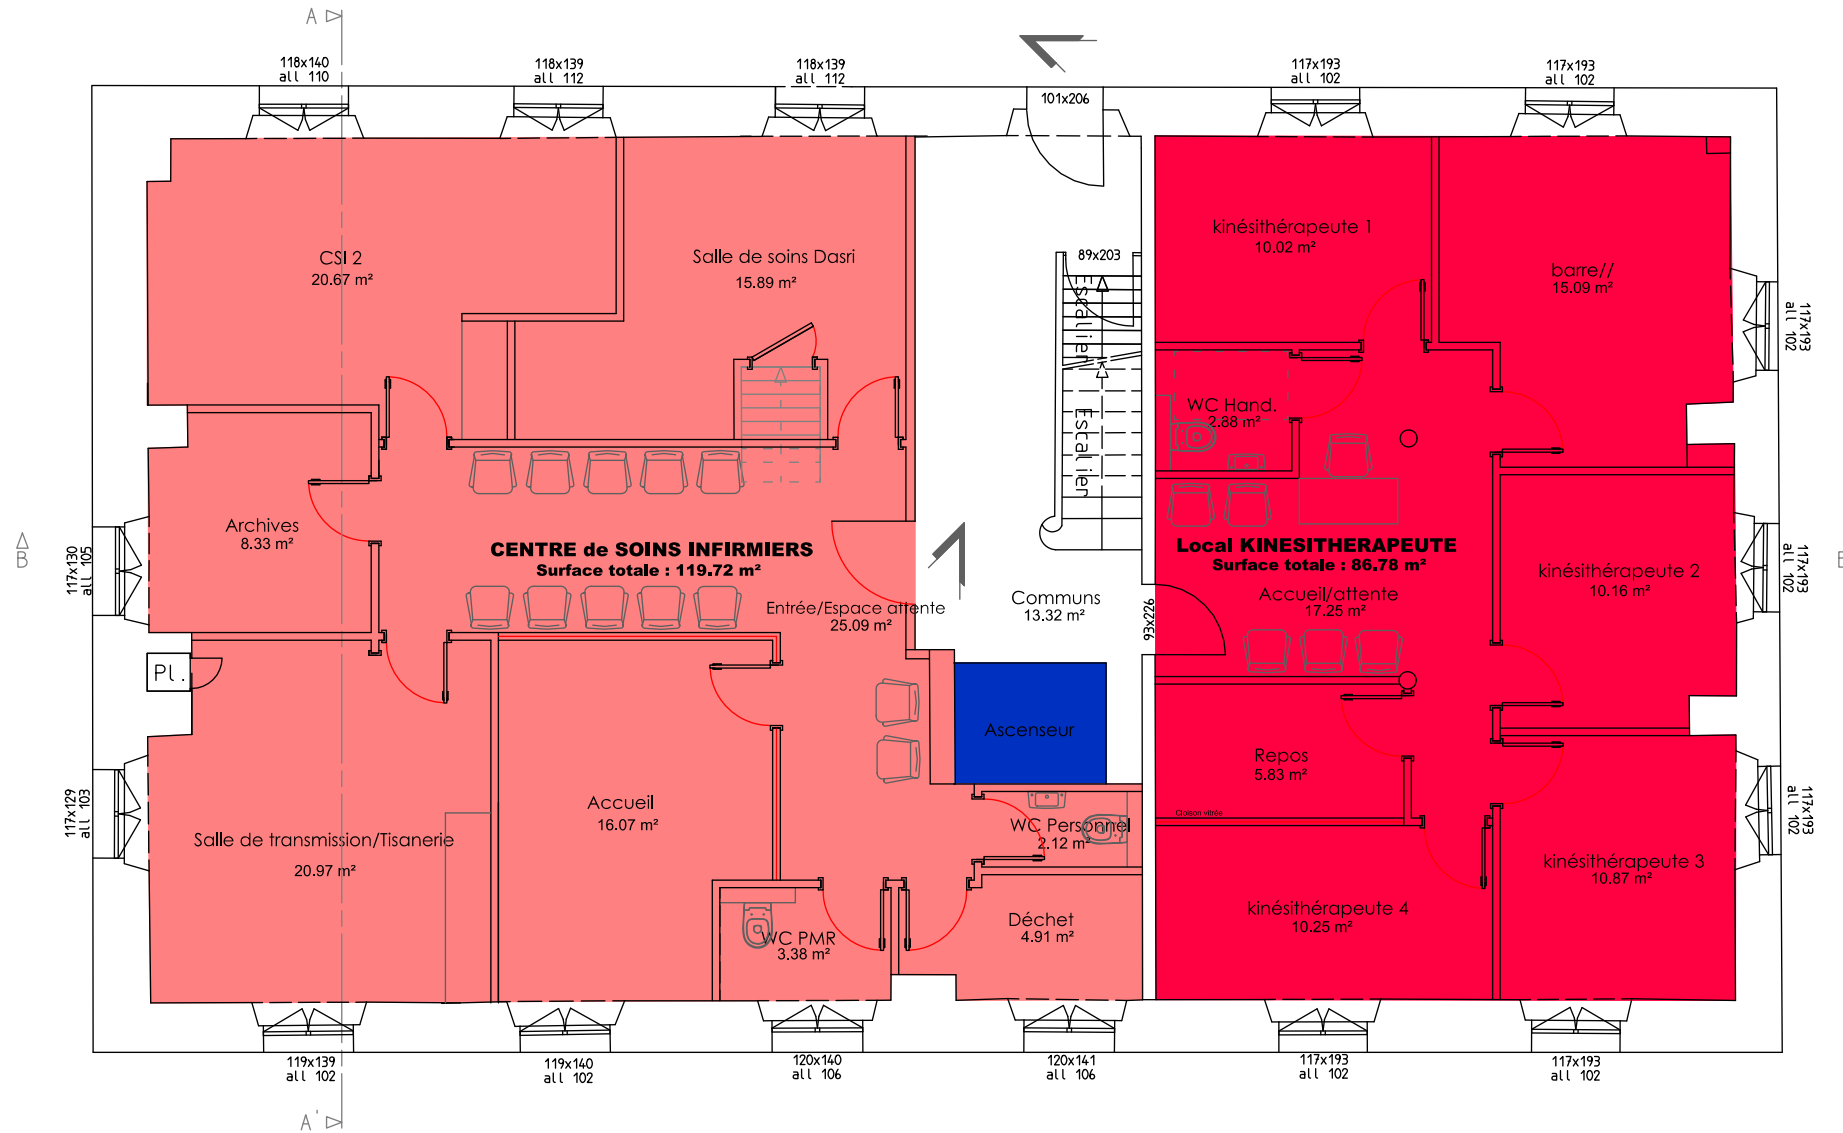 A
118x140
all 110
118x139
all 112
118x139
all 112
101x206
117x193
all 102
117x193
all 102
CSI 2
20.67 m²
Salle de soins Dasri
15.89 m²
89x203
Escalier
Escalier
kinésithérapeute 1
10.02 m²
barre//
15.09 m²
117x193
all 102
WC Hand.
2.88 m²
Archives
8.33 m²
B
117x130
all 105
CENTRE de SOINS INFIRMIERS
Surface totale : 119.72 m²
Entrée/Espace attente
25.09 m²
Communs
13.32 m²
93x226
Local KINESITHERAPEUTE
Surface totale : 86.78 m²
Accueil/attente
17.25 m²
kinésithérapeute 2
10.16 m²
117x193
all 102
Pl.
Ascenseur
Repos
5.83 m²
Cloison vitrée
117x129
all 103
Salle de transmission/Tisanerie
20.97 m²
Accueil
16.07 m²
WC Personnel
2.12 m²
117x193
all 102
kinésithérapeute 3
10.87 m²
kinésithérapeute 4
10.25 m²
WC PMR
3.38 m²
Déchet
4.91 m²
119x139
all 102
119x140
all 102
120x140
all 106
120x141
all 106
117x193
all 102
117x193
all 102
A'